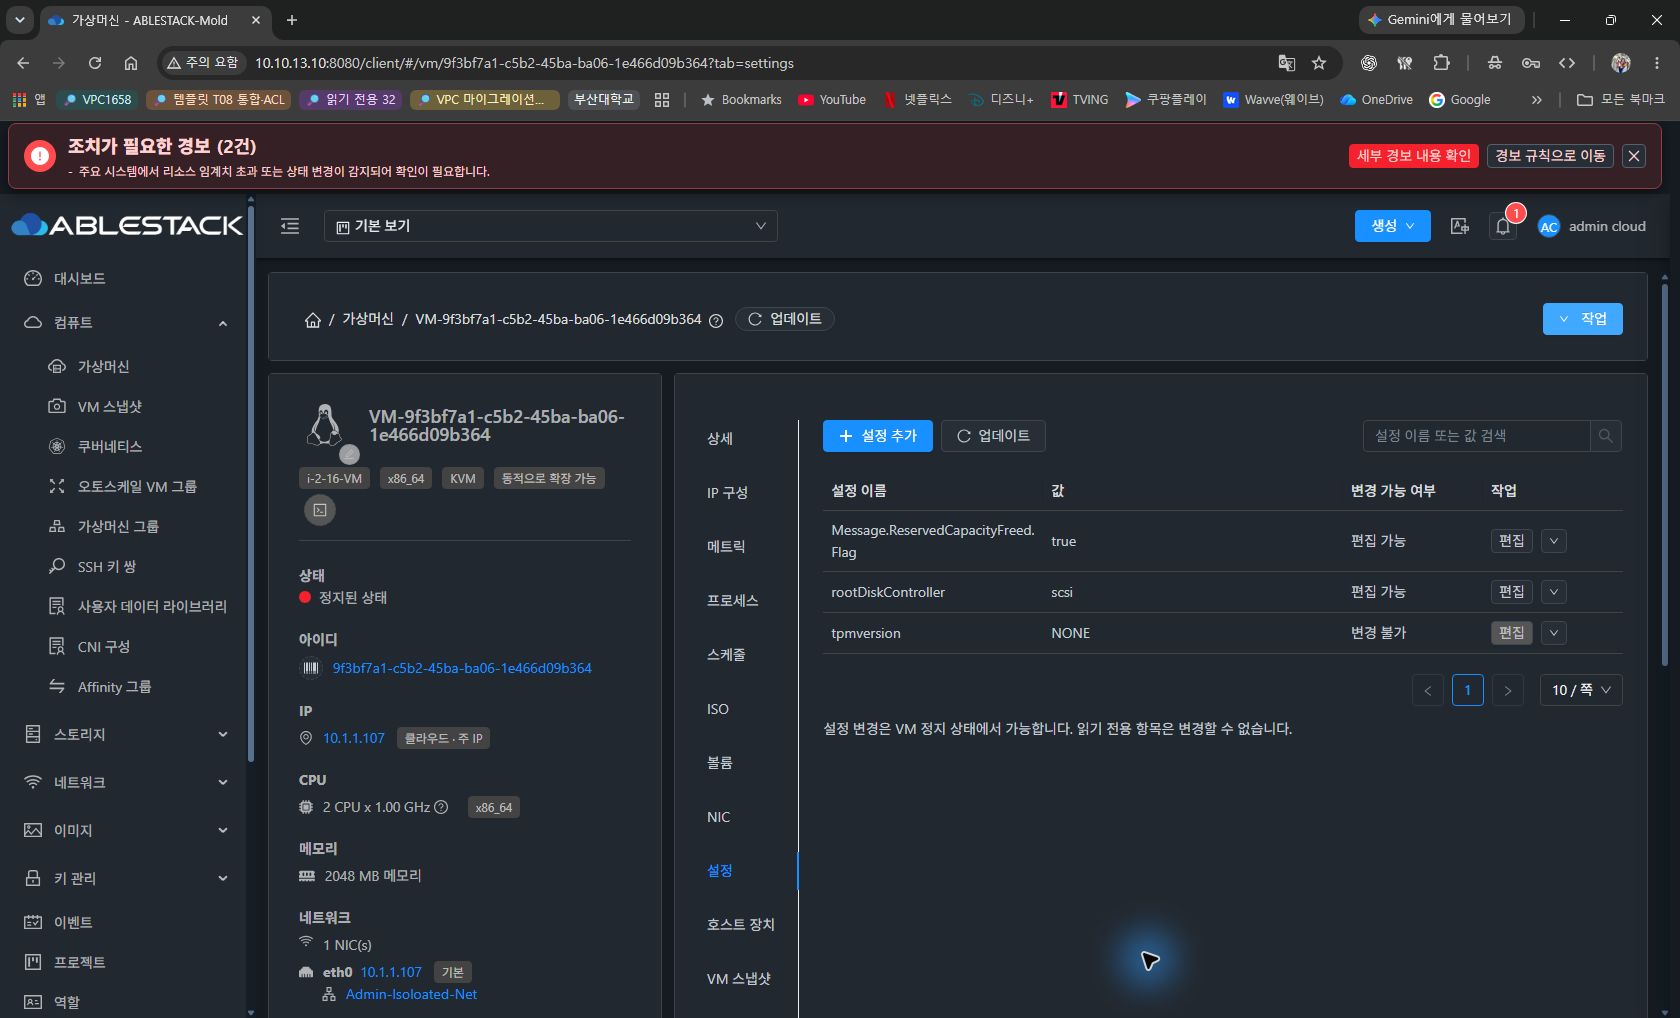 가상머신 - ABLESTACK-Mold
Gemini에게 물어보기
주의 요함
10.10.13.10:8080/client/#/vm/9f3bf7a1-c5b2-45ba-ba06-1e466d09b364?tab=settings
앱
VPC1658
템플릿 T08 통합·ACL
읽기 전용 32
VPC 마이그레이션...
부산대학교
Bookmarks
YouTube
넷플릭스
디즈니+
TVING
쿠팡플레이
Wavve(웨이브)
OneDrive
Google
모든 북마크
조치가 필요한 경보 (2건)
- 주요 시스템에서 리소스 임계치 초과 또는 상태 변경이 감지되어 확인이 필요합니다.
세부 경보 내용 확인
경보 규칙으로 이동
ABLESTACK
기본 보기
생성
1
AC
admin cloud
대시보드
컴퓨트
가상머신
VM 스냅샷
쿠버네티스
오토스케일 VM 그룹
가상머신 그룹
SSH 키 쌍
사용자 데이터 라이브러리
CNI 구성
Affinity 그룹
스토리지
네트워크
이미지
키 관리
이벤트
프로젝트
역할
/ 가상머신 / VM-9f3bf7a1-c5b2-45ba-ba06-1e466d09b364
업데이트
작업
VM-9f3bf7a1-c5b2-45ba-ba06-
1e466d09b364
i-2-16-VM
x86_64
KVM
동적으로 확장 가능
상태
정지된 상태
아이디
9f3bf7a1-c5b2-45ba-ba06-1e466d09b364
IP
10.1.1.107
클라우드 · 주 IP
CPU
2 CPU x 1.00 GHz
x86_64
메모리
2048 MB 메모리
네트워크
1 NIC(s)
eth0 10.1.1.107 기본
Admin-Isoloated-Net
상세
IP 구성
메트릭
프로세스
스케줄
ISO
볼륨
NIC
설정
호스트 장치
VM 스냅샷
설정 추가
업데이트
설정 이름 또는 값 검색
설정 이름 값 변경 가능 여부 작업
Message.ReservedCapacityFreed.
Flag
true 편집 가능 편집
rootDiskController scsi 편집 가능 편집
tpmversion NONE 변경 불가 편집
< 1 > 10 / 쪽
설정 변경은 VM 정지 상태에서 가능합니다. 읽기 전용 항목은 변경할 수 없습니다.